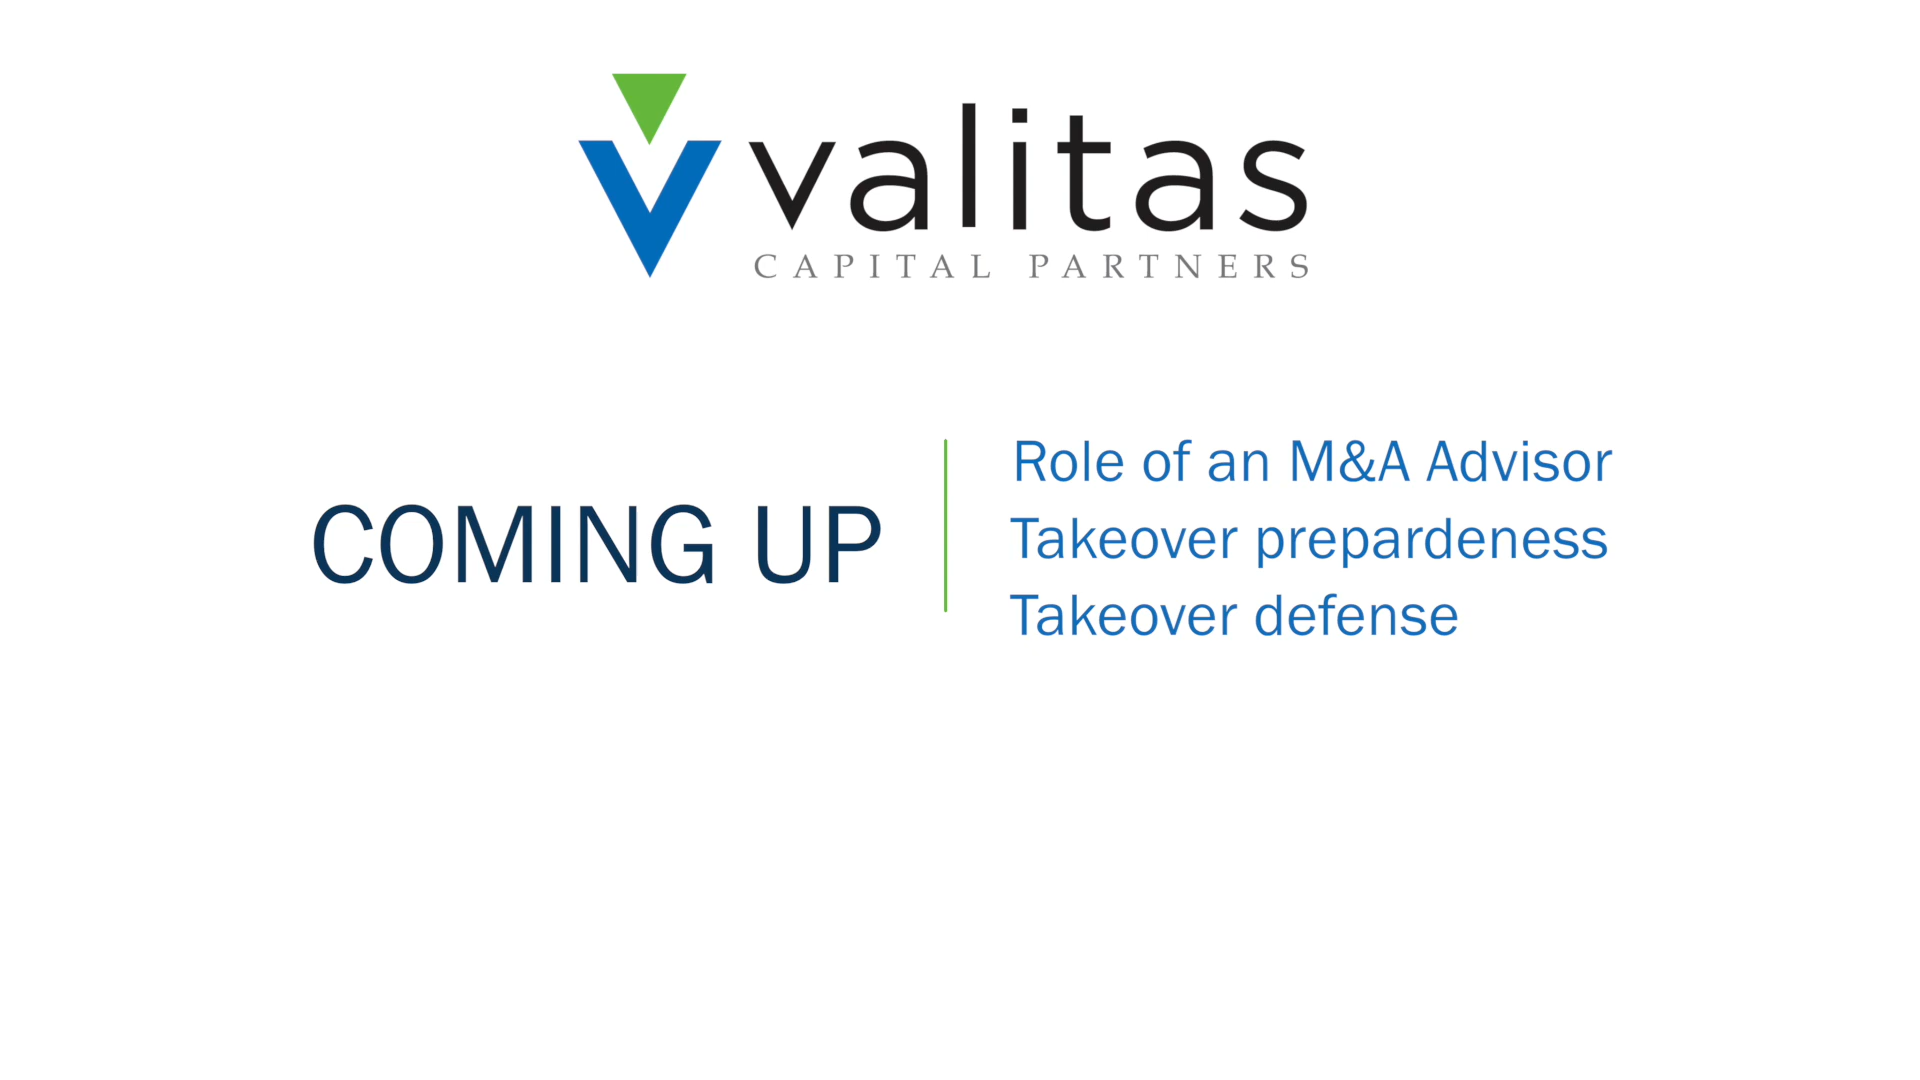 valitas
CAPITAL PARTNERS
COMING UP
Role of an M&A Advisor
Takeover prepardeness
Takeover defense